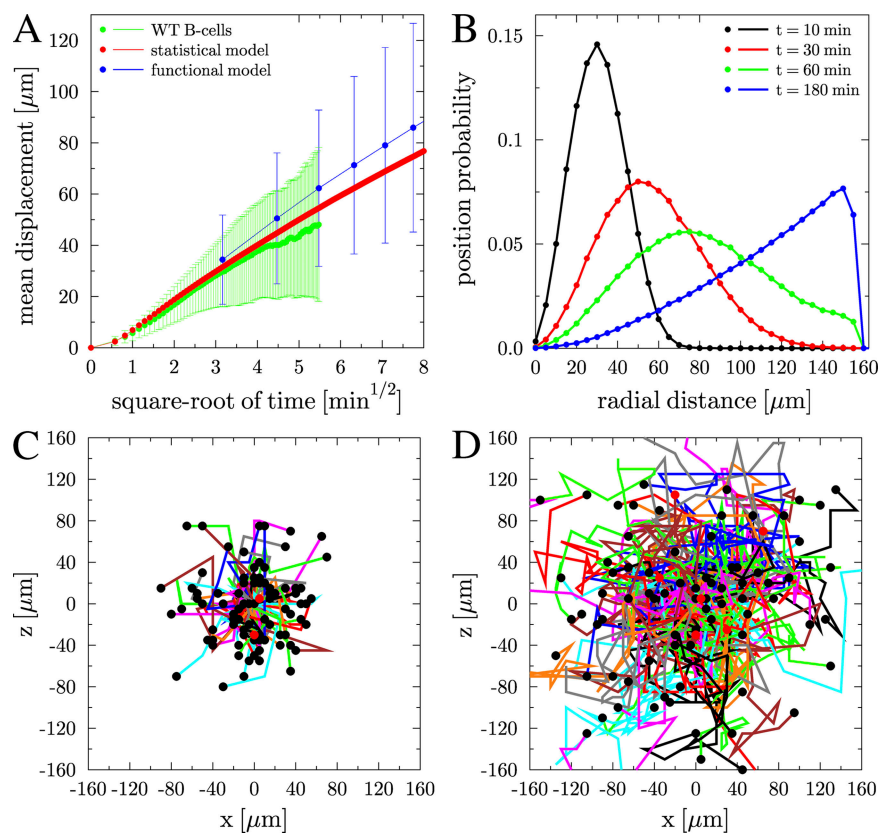 A
WT B-cells
statistical model
functional model
mean displacement [μm]
120
100
80
60
40
20
0
0 1 2 3 4 5 6 7 8
square-root of time [min^1/2]
B
t = 10 min
t = 30 min
t = 60 min
t = 180 min
position probability
0.15
0.10
0.05
0.0
0 20 40 60 80 100 120 140 160
radial distance [μm]
C
z [μm]
160
120
80
40
0
-40
-80
-120
-160
-160 -120 -80 -40 0 40 80 120 160
x [μm]
D
z [μm]
160
120
80
40
0
-40
-80
-120
-160
-160 -120 -80 -40 0 40 80 120 160
x [μm]